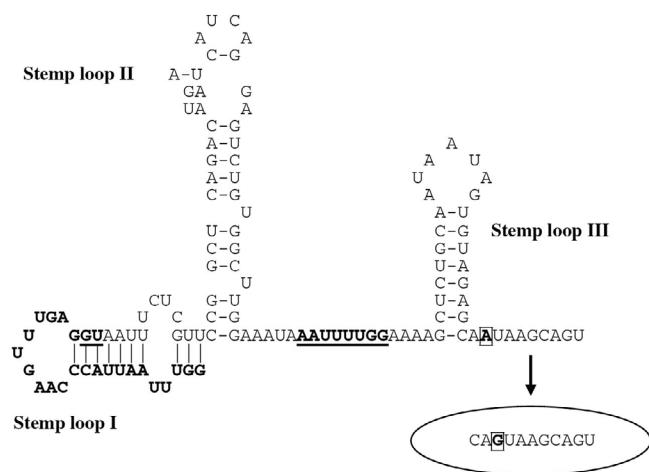 U C
A A
C G
Stemp loop II
A-U
GA G
UA A
C-G
A-U
G-C
A-U
C-G
U
U-G
C-G
G-C
U
A
A U
U A
U G
A
U
C-G
G-U
U-A
C-G
U-A
C-G
Stemp loop III
CU
U C
UGA
U GGUAAUU GUUC-GAAAUAAAUUUUGGAAAAG CAAUAAGCAGU
U
G CCAUUAA UGG
AAC UU
Stemp loop I
CAGUAAGCAGU